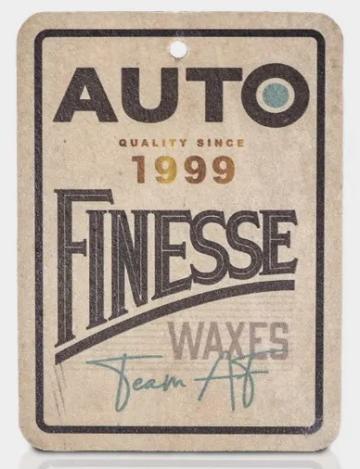 AUTO
QUALITY SINCE
1999
FINESSE
WAXES
Team AF